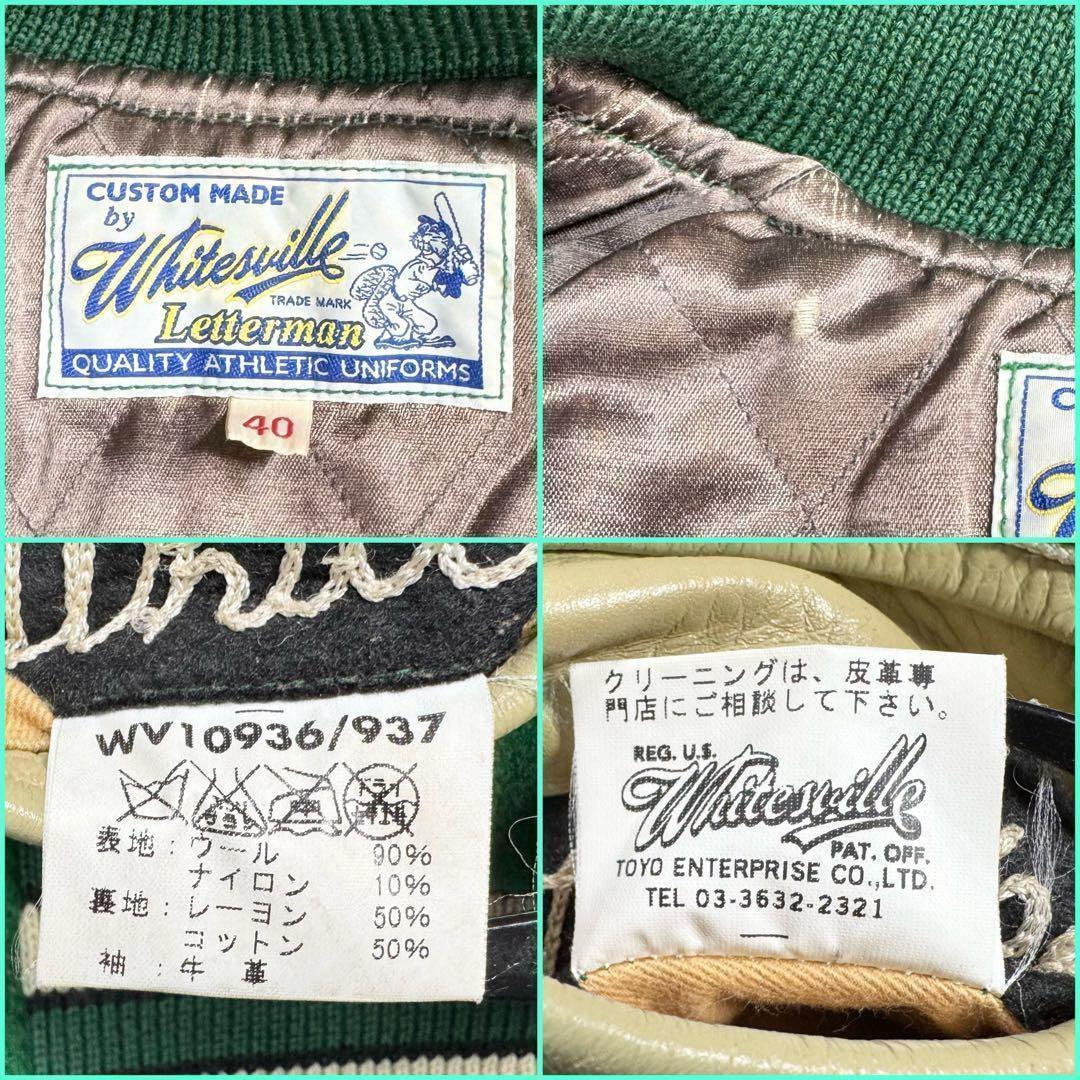 CUSTOM MADE
by
Whitesville
TRADE MARK
Letterman
QUALITY ATHLETIC UNIFORMS
40
WV10936/937
表地：ウール 90%
ナイロン 10%
裏地：レーヨン 50%
コットン 50%
袖：牛革
クリーニングは、皮革専
門店にご相談して下さい。
REG. U.S.
Whitesville
PAT. OFF.
TOYO ENTERPRISE CO.,LTD.
TEL 03-3632-2321